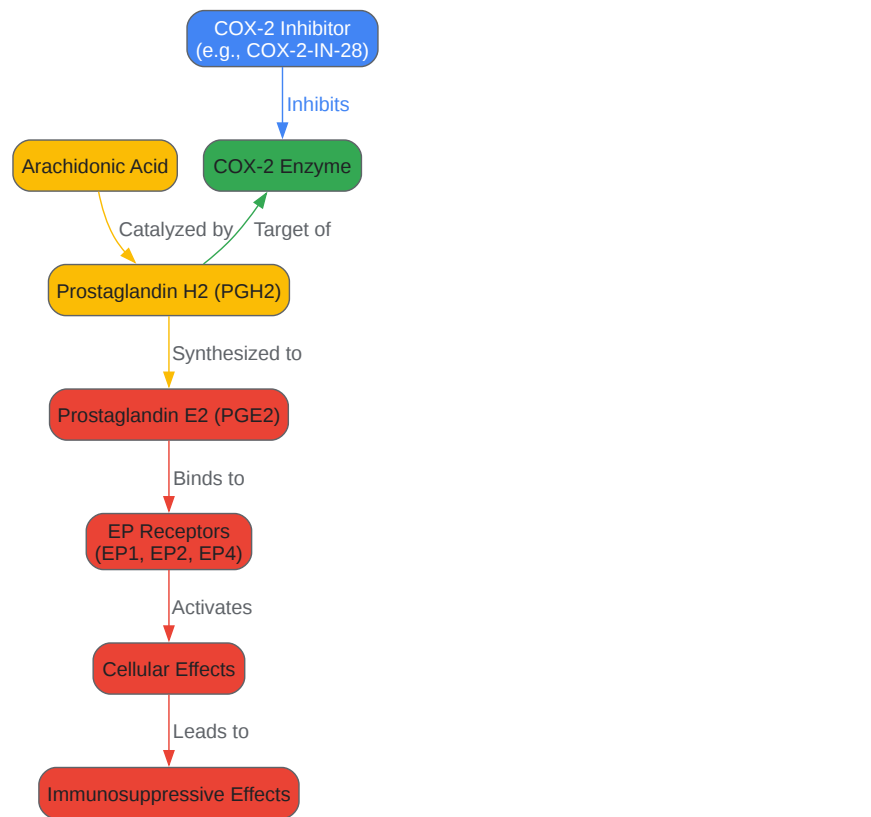 COX-2 Inhibitor
(e.g., COX-2-IN-28)
Inhibits
Arachidonic Acid
COX-2 Enzyme
Catalyzed by
Target of
Prostaglandin H2 (PGH2)
Synthesized to
Prostaglandin E2 (PGE2)
Binds to
EP Receptors
(EP1, EP2, EP4)
Activates
Cellular Effects
Leads to
Immunosuppressive Effects